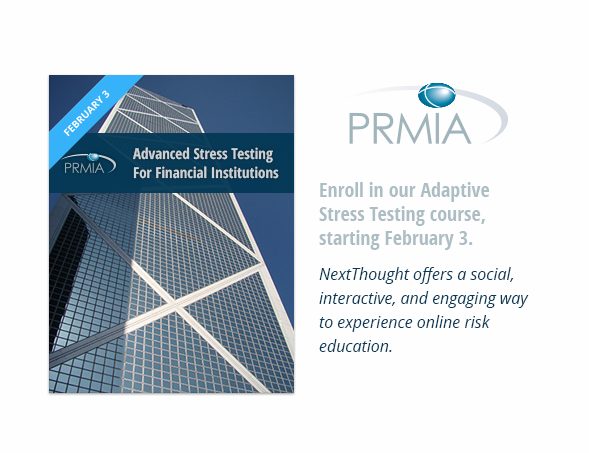 FEBRUARY 3
PRMIA
Advanced Stress Testing
For Financial Institutions
PRMIA
Enroll in our Adaptive
Stress Testing course,
starting February 3.
NextThought offers a social,
interactive, and engaging way
to experience online risk
education.